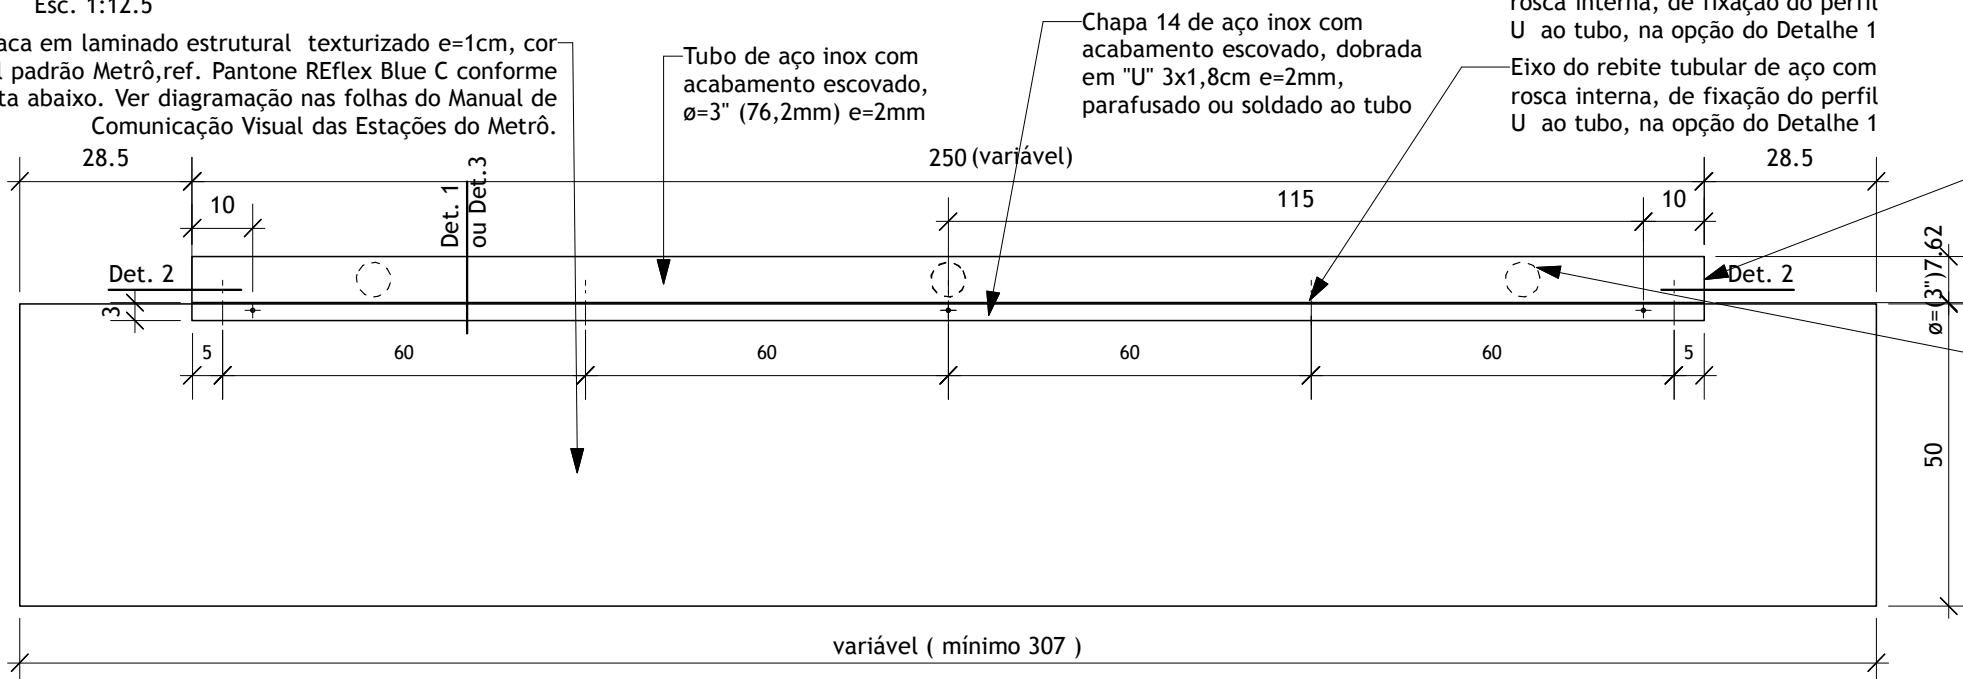 Esc. 1:12.5
aca em laminado estrutural texturizado e=1cm, cor
l padrão Metrô,ref. Pantone REflex Blue C conforme
ta abaixo. Ver diagramação nas folhas do Manual de
Comunicação Visual das Estações do Metrô.
Tubo de aço inox com
acabamento escovado,
ø=3" (76,2mm) e=2mm
Chapa 14 de aço inox com
acabamento escovado, dobrada
em "U" 3x1,8cm e=2mm,
parafusado ou soldado ao tubo
rosca interna, de fixação do perfil
U ao tubo, na opção do Detalhe 1
Eixo do rebite tubular de aço com
rosca interna, de fixação do perfil
U ao tubo, na opção do Detalhe 1
28.5
250 (variável)
28.5
10
Det. 1
ou Det.3
115
10
Det. 2
Det. 2
ø=(3")7.62
3
5
60
60
60
60
5
50
variável ( mínimo 307 )